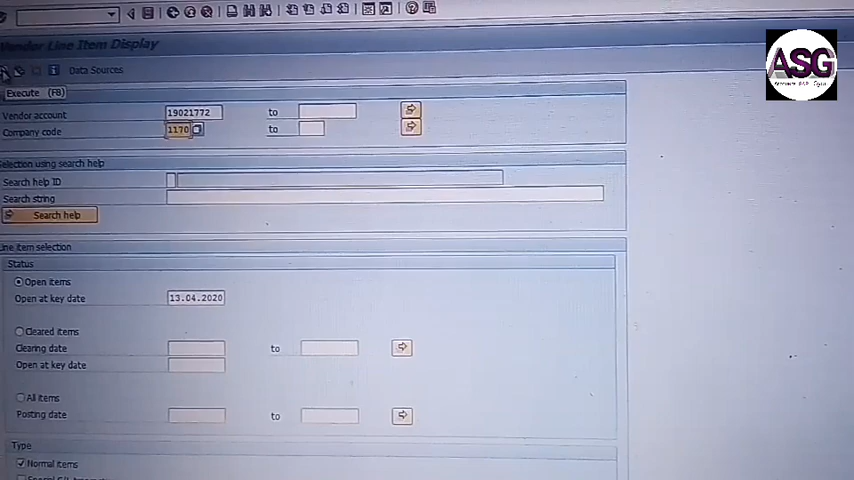 Vendor Line Item Display
Data Sources
Execute (F8)
Vendor account 19021772 to
Company code 1170 to
Selection using search help
Search help ID
Search string
Search help
Line item selection
Status
Open items
Open at key date 13.04.2020
Cleared items
Clearing date to
Open at key date
All items
Posting date to
Type
Normal items
ASG